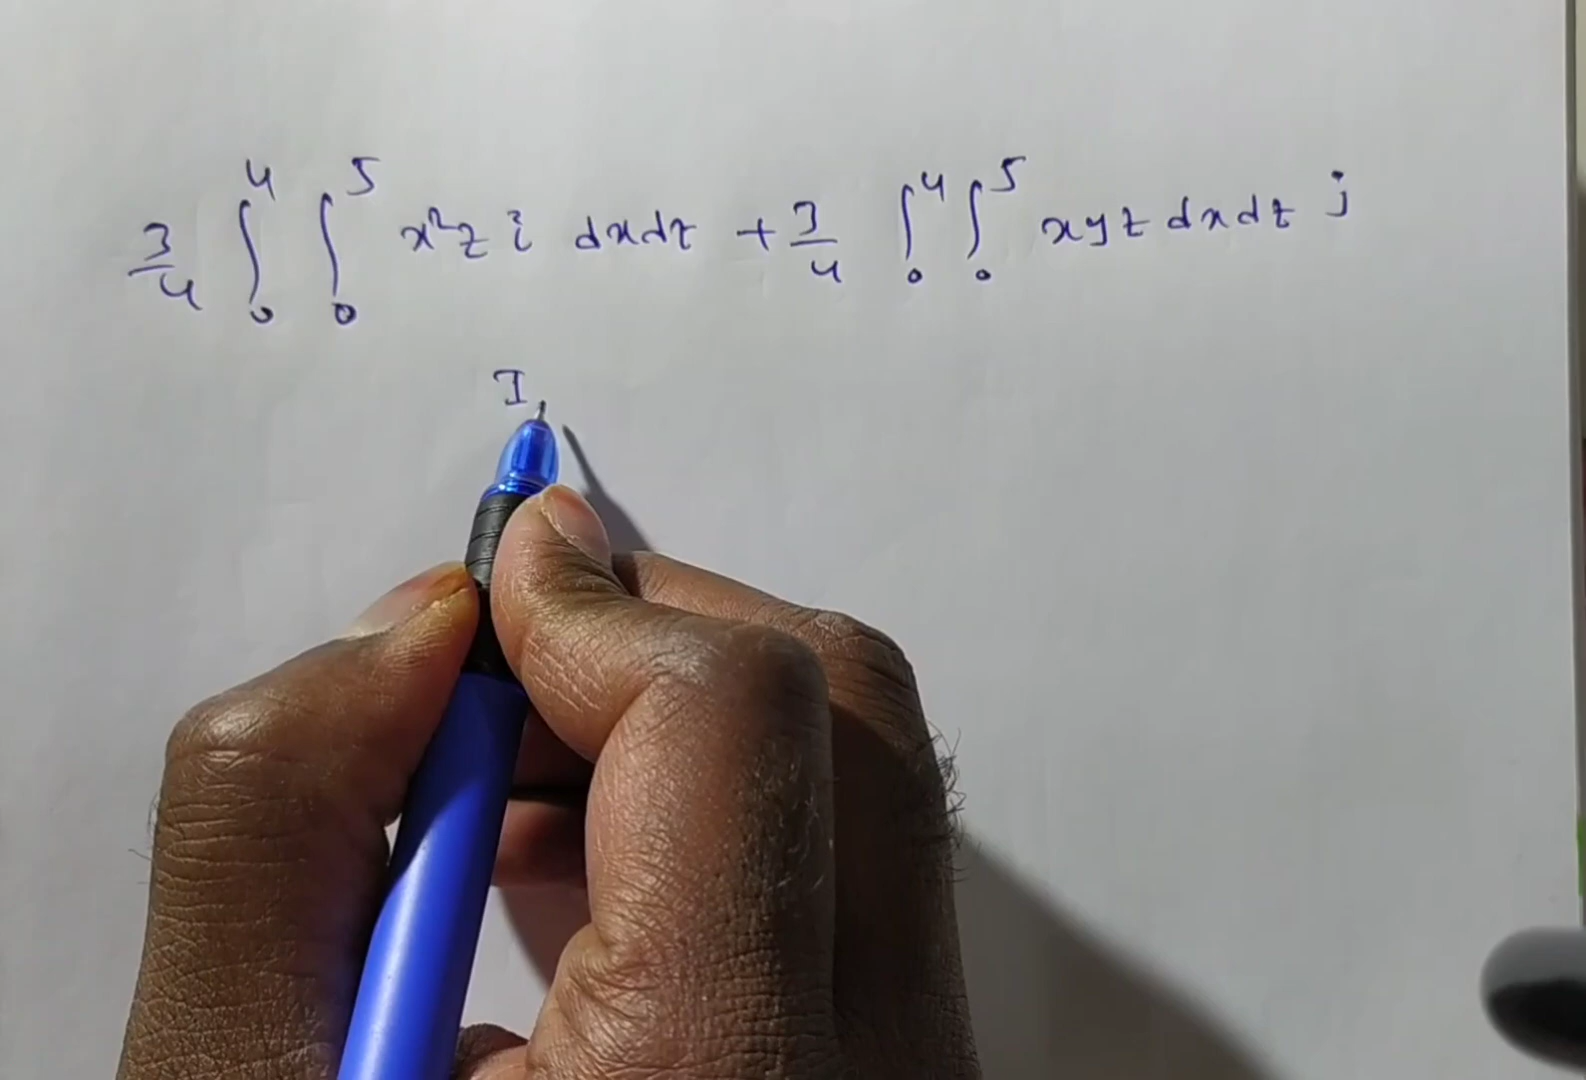 3/4 ∫₀⁴ ∫₀⁵ x²z i dxdz + 3/4 ∫₀⁴ ∫₀⁵ xyz dxdz j
I